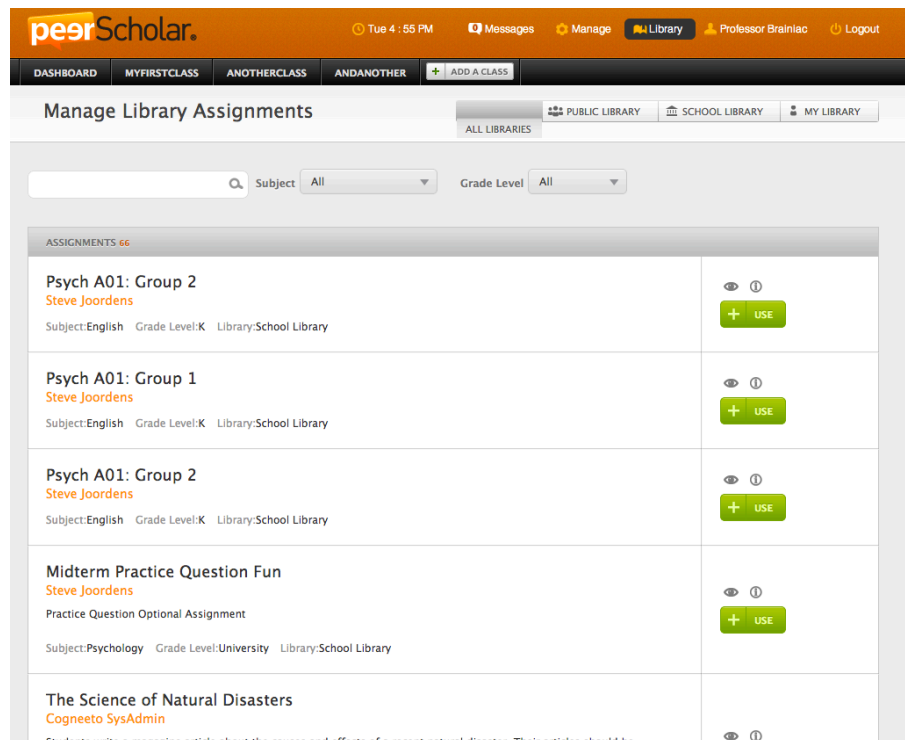 peerScholar. Tue 4 : 55 PM Messages Manage Library Professor Brainiac Logout
DASHBOARD MYFIRSTCLASS ANOTHERCLASS ANDANOTHER + ADD A CLASS
Manage Library Assignments
ALL LIBRARIES PUBLIC LIBRARY SCHOOL LIBRARY MY LIBRARY
Subject All Grade Level All
ASSIGNMENTS 66
Psych A01: Group 2
Steve Joordens
Subject:English Grade Level:K Library:School Library
+ USE
Psych A01: Group 1
Steve Joordens
Subject:English Grade Level:K Library:School Library
+ USE
Psych A01: Group 2
Steve Joordens
Subject:English Grade Level:K Library:School Library
+ USE
Midterm Practice Question Fun
Steve Joordens
Practice Question Optional Assignment
Subject:Psychology Grade Level:University Library:School Library
+ USE
The Science of Natural Disasters
Cogneeto SysAdmin